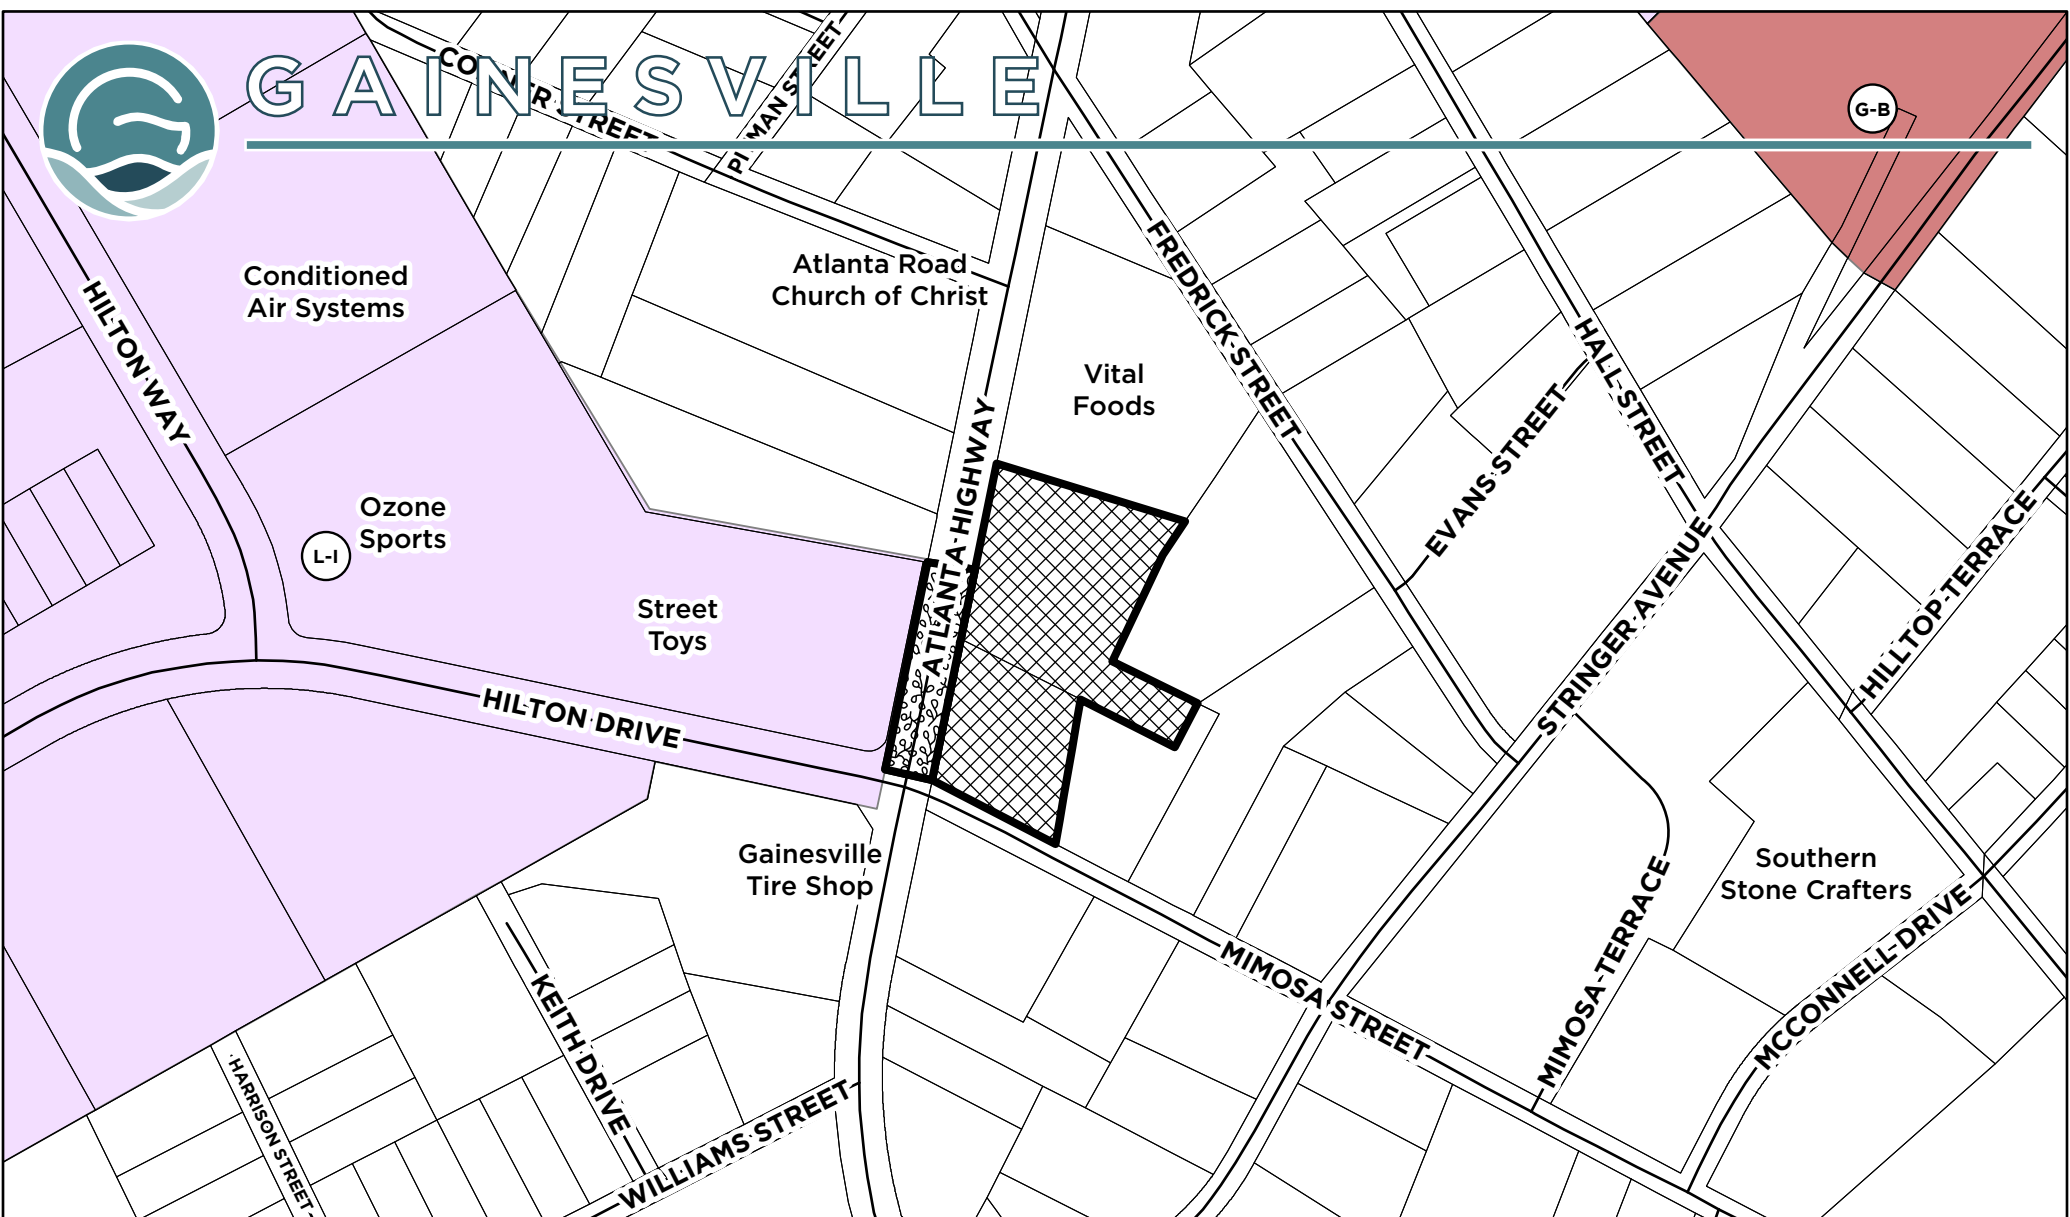 GAINESVILLE
G-B
PITMAN STREET
Atlanta Road
Church of Christ
Conditioned
Air Systems
HILTON WAY
FREDRICK STREET
HALL STREET
Vital
Foods
ATLANTA HIGHWAY
EVANS STREET
Ozone
Sports
L-I
Street
Toys
STRINGER AVENUE
HILLTOP TERRACE
HILTON DRIVE
Gainesville
Tire Shop
Southern
Stone Crafters
MIMOSA TERRACE
MCCONNELL DRIVE
MIMOSA STREET
KEITH DRIVE
HARRISON STREET
WILLIAMS STREET